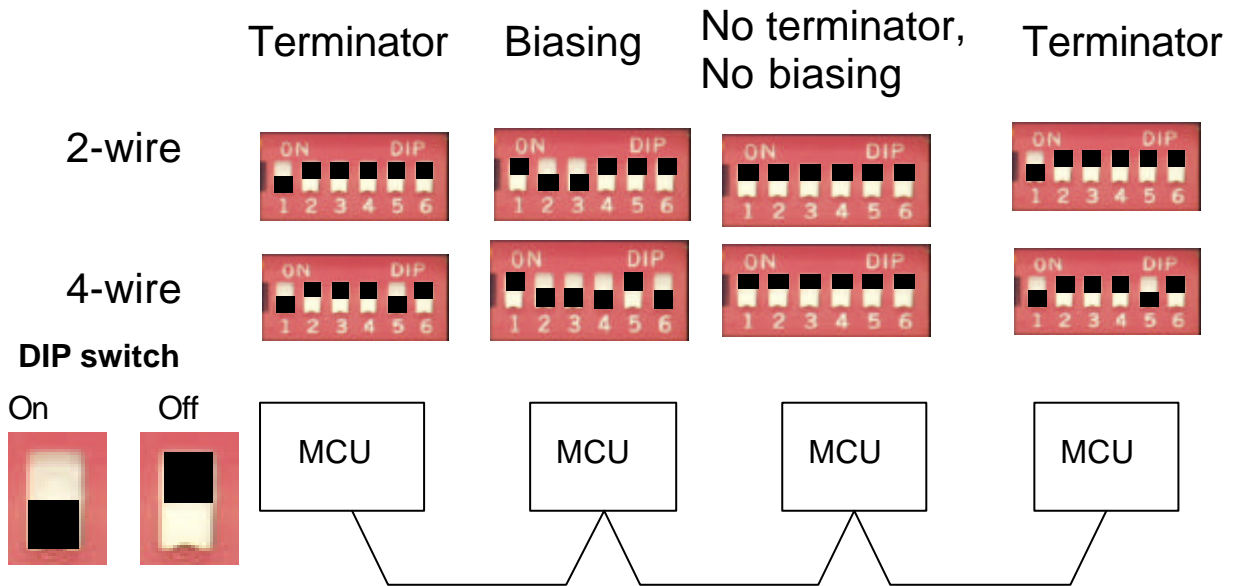 Terminator Biasing No terminator, No biasing Terminator
2-wire
ON DIP
1 2 3 4 5 6
ON DIP
1 2 3 4 5 6
ON DIP
1 2 3 4 5 6
ON DIP
1 2 3 4 5 6
4-wire
ON DIP
1 2 3 4 5 6
ON DIP
1 2 3 4 5 6
ON DIP
1 2 3 4 5 6
ON DIP
1 2 3 4 5 6
DIP switch
On Off
MCU MCU MCU MCU